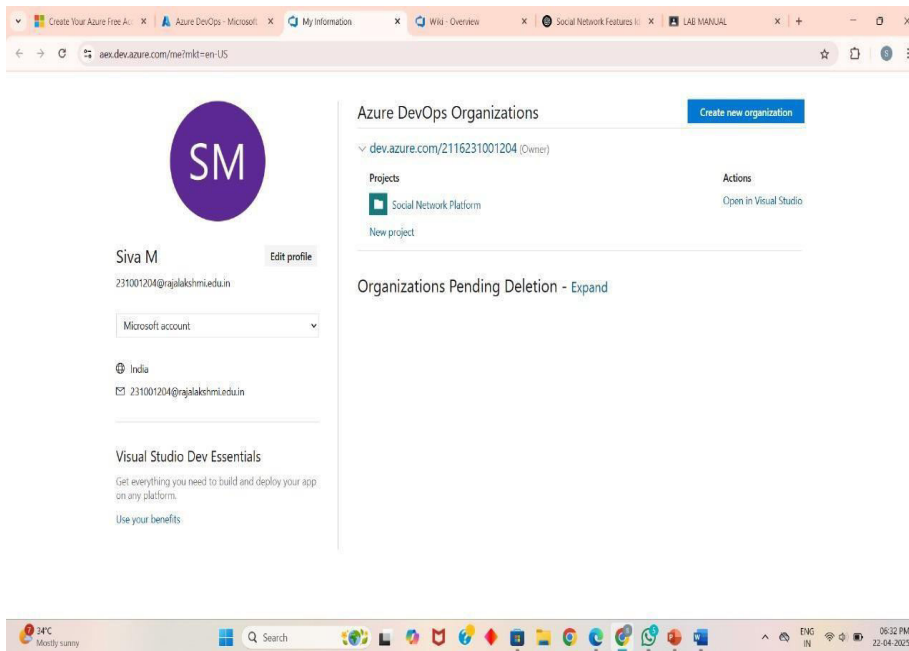 Create Your Azure Free Ac
Azure DevOps - Microsoft
My Information
Wiki - Overview
Social Network Features
LAB MANUAL
aex.dev.azure.com/me?mkt=en-US
S
SM
Siva M
Edit profile
231001204@rajalakshmi.edu.in
Microsoft account
India
231001204@rajalakshmi.edu.in
Visual Studio Dev Essentials
Get everything you need to build and deploy your app
on any platform.
Use your benefits
Azure DevOps Organizations
Create new organization
dev.azure.com/2116231001204 (Owner)
Projects
Actions
Social Network Platform
Open in Visual Studio
New project
Organizations Pending Deletion - Expand
7
34°C
Mostly sunny
Search
ENG
IN
06:32 PM
22-04-2025